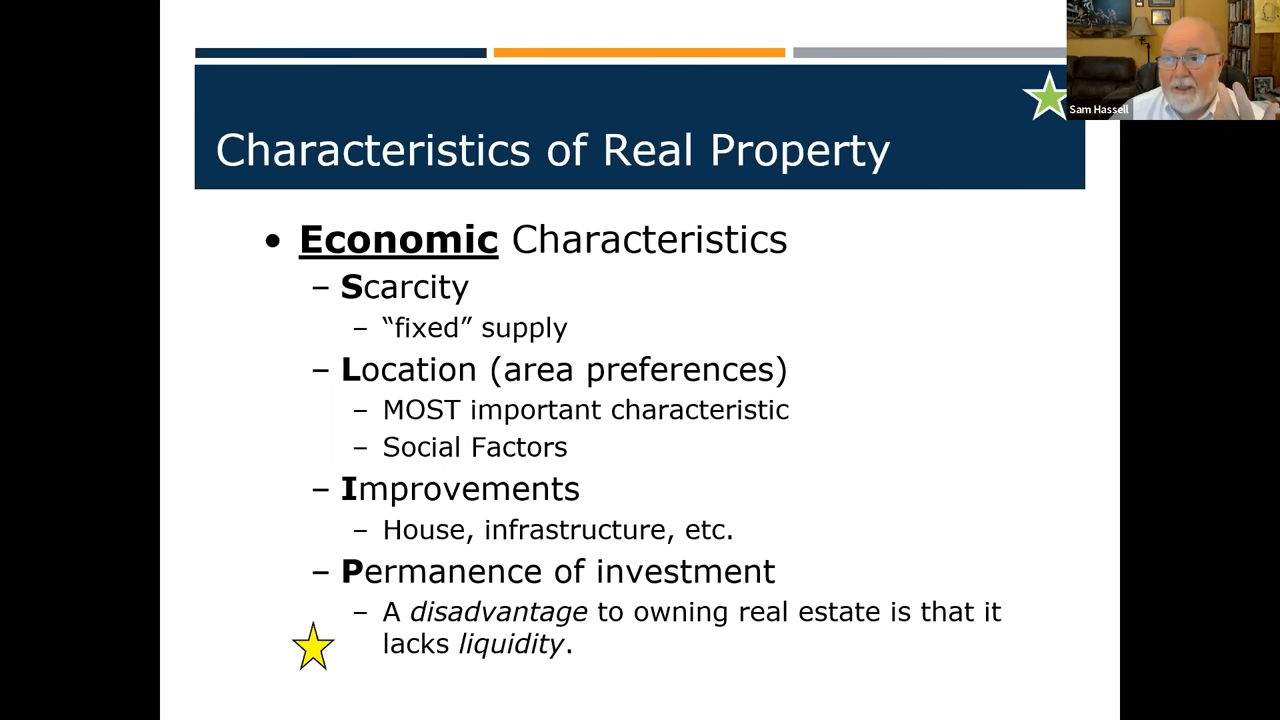 Sam Hassell
Characteristics of Real Property
• Economic Characteristics
– Scarcity
– “fixed” supply
– Location (area preferences)
– MOST important characteristic
– Social Factors
– Improvements
– House, infrastructure, etc.
– Permanence of investment
– A disadvantage to owning real estate is that it
lacks liquidity.